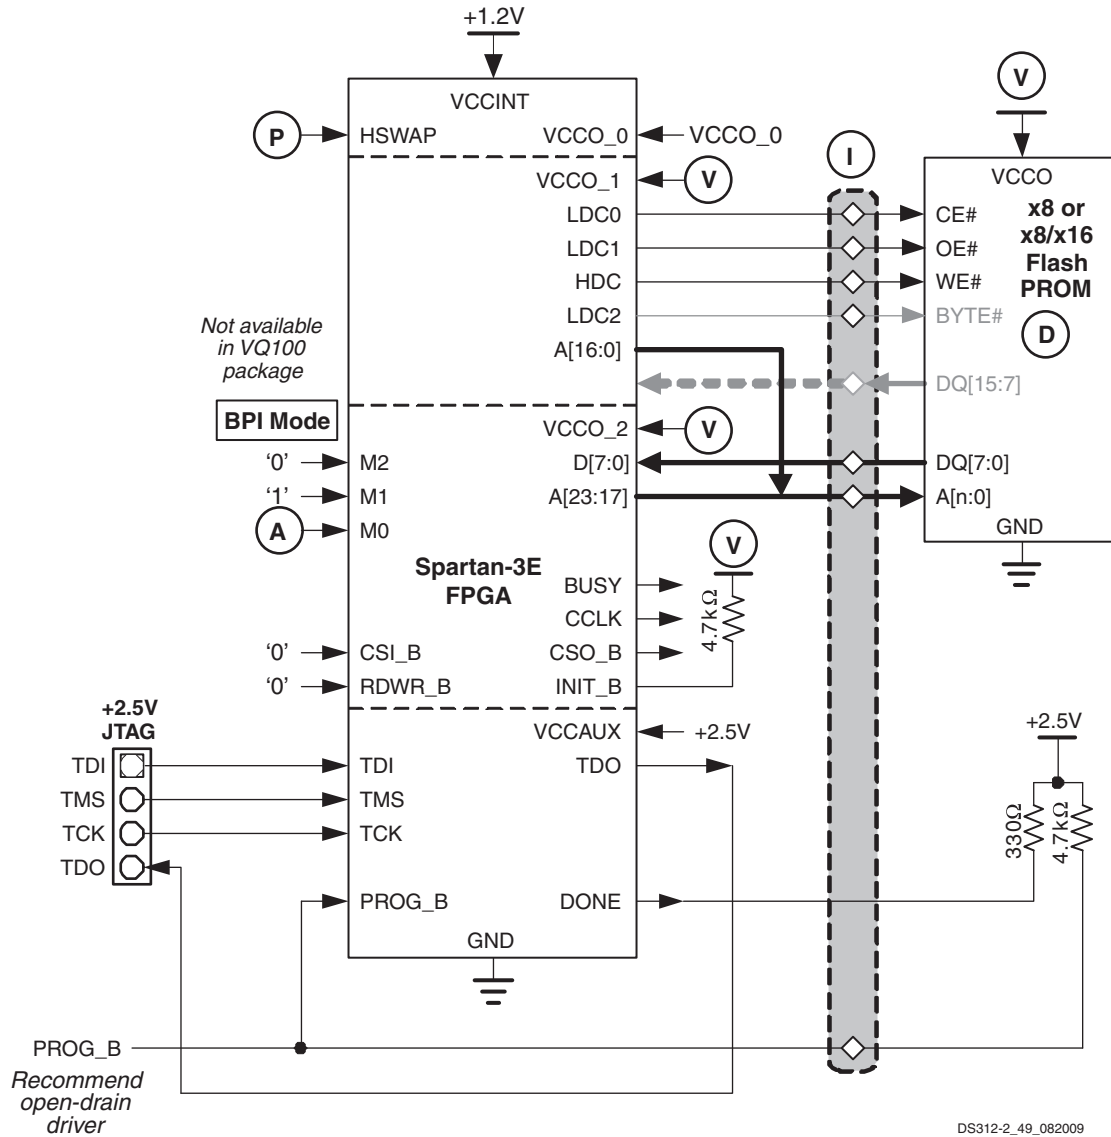 +1.2V
VCCINT
P
HSWAP
VCCO_0
VCCO_0
V
VCCO
I
VCCO_1
V
LDC0
CE#
x8 or
x8/x16
Flash
PROM
LDC1
OE#
HDC
WE#
LDC2
BYTE#
D
Not available
in VQ100
package
A[16:0]
DQ[15:7]
BPI Mode
VCCO_2
V
'0'
M2
D[7:0]
DQ[7:0]
'1'
M1
A[23:17]
A[n:0]
A
M0
GND
V
Spartan-3E
FPGA
BUSY
CCLK
4.7kΩ
'0'
CSI_B
CSO_B
'0'
RDWR_B
INIT_B
+2.5V
JTAG
VCCAUX
+2.5V
+2.5V
TDI
TDI
TDO
TMS
TMS
TCK
TCK
TDO
330Ω
4.7kΩ
PROG_B
DONE
GND
PROG_B
Recommend
open-drain
driver
DS312-2_49_082009